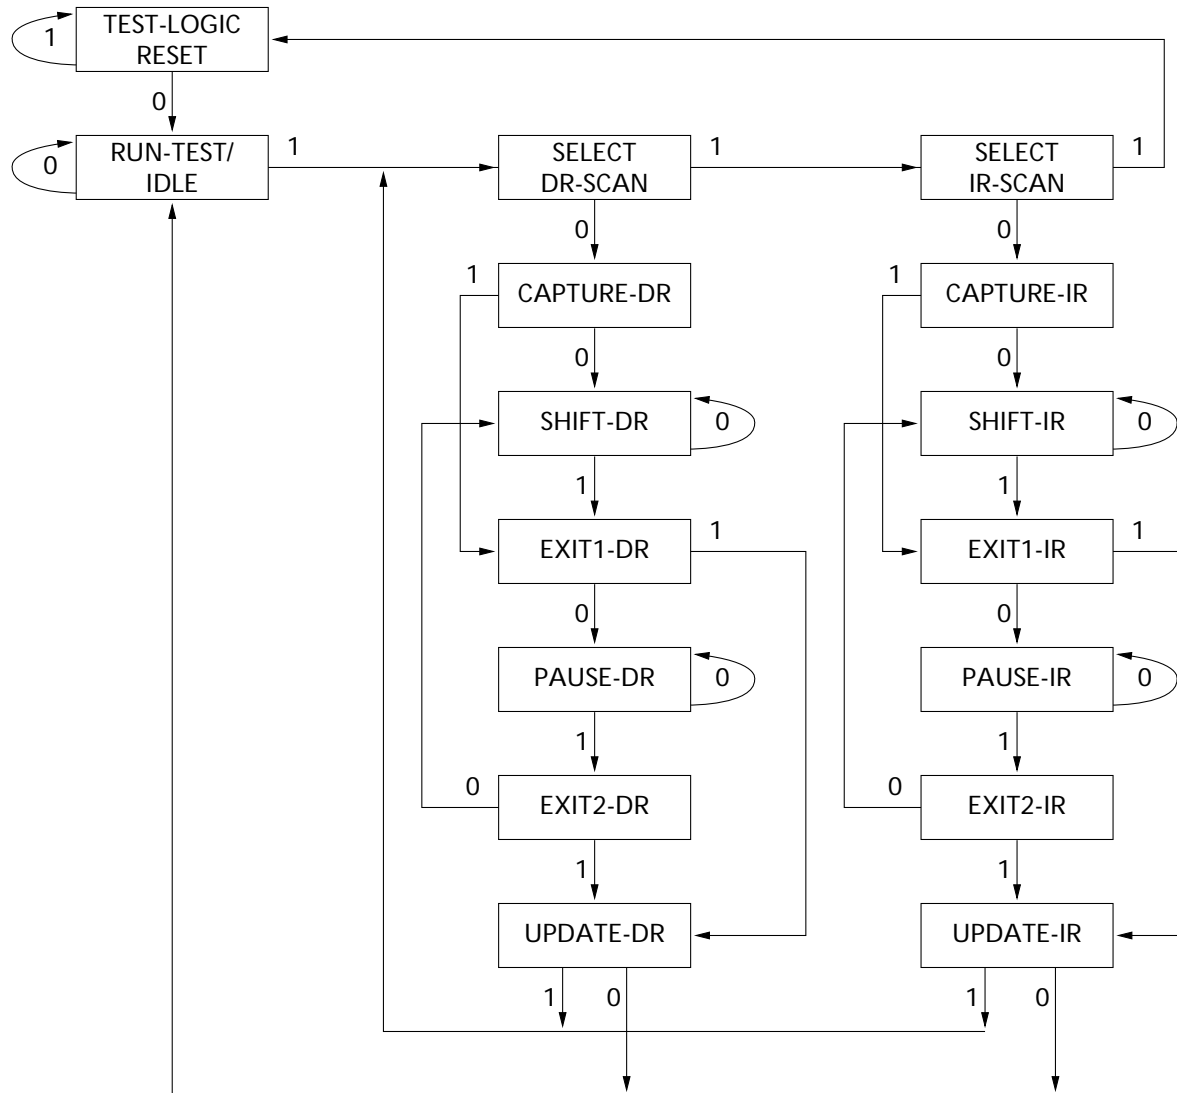 TEST-LOGIC
RESET
1
0
RUN-TEST/
IDLE
0
1
SELECT
DR-SCAN
1
SELECT
IR-SCAN
1
0
0
1
CAPTURE-DR
1
CAPTURE-IR
0
0
SHIFT-DR
0
SHIFT-IR
0
1
1
EXIT1-DR
1
EXIT1-IR
1
0
0
PAUSE-DR
0
PAUSE-IR
0
1
1
0
EXIT2-DR
0
EXIT2-IR
1
1
UPDATE-DR
UPDATE-IR
1
0
1
0